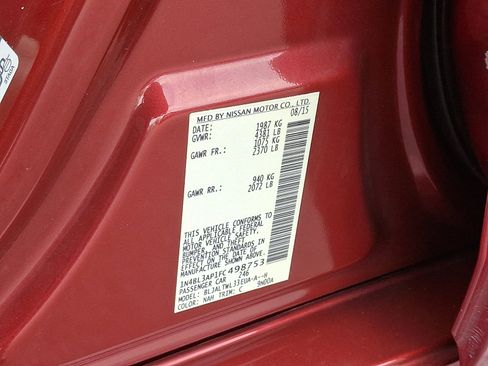 MFD BY NISSAN MOTOR CO., LTD.
DATE: 08/15
GVWR: 1987 KG
4381 LB
GAWR FR.: 1075 KG
2370 LB
GAWR RR.: 940 KG
2072 LB
THIS VEHICLE CONFORMS TO
ALL APPLICABLE FEDERAL
MOTOR VEHICLE SAFETY,
BUMPER, AND THEFT
PREVENTION STANDARDS
IN EFFECT ON THE DATE OF
MANUFACTURE SHOWN ABOVE.
1N4BL3AP1FC498753
PASSENGER CAR 246
MODEL: BLJALTWL33EUA-A--H
COLOR: NAH TRIM: C 9N00A